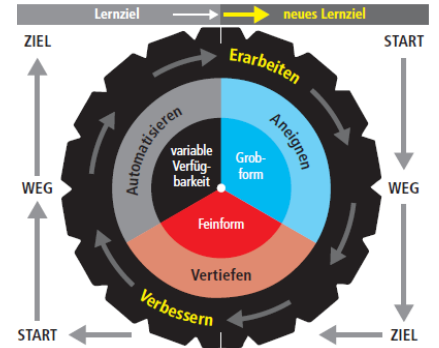 Lernziel
neues Lernziel
ZIEL
START
Erarbeiten
Automatisieren
Aneignen
variable
Verfüg-
barkeit
Grob-
form
WEG
WEG
Feinform
Vertiefen
Verbessern
START
ZIEL